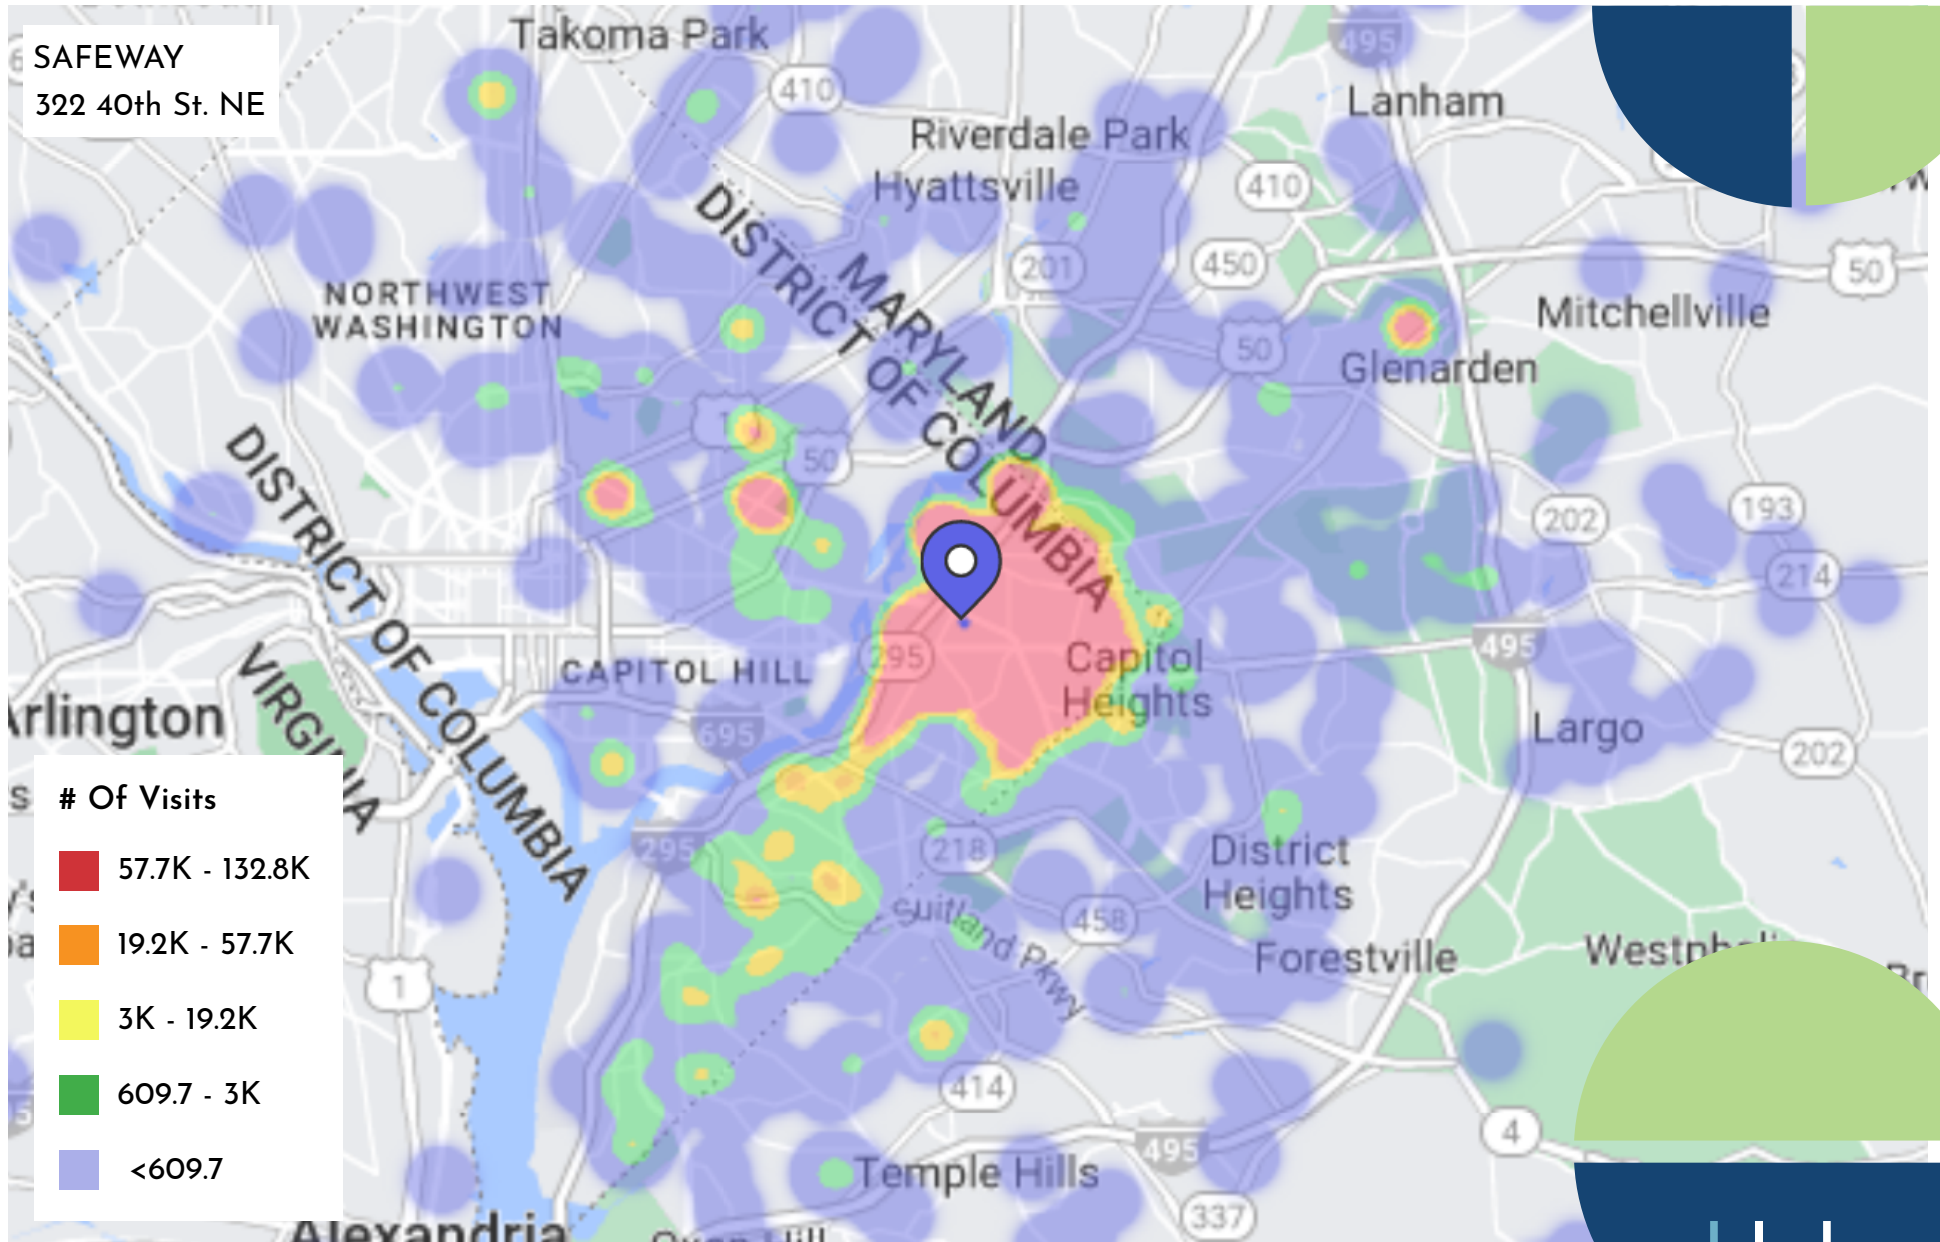 SAFEWAY
322 40th St. NE
Takoma Park
410
495
Lanham
Riverdale Park
Hyattsville
410
DISTRICT OF COLUMBIA
MARYLAND
201
450
50
NORTHWEST
WASHINGTON
Mitchellville
50
Glenarden
1
50
DISTRICT OF COLUMBIA
VIRGINIA
202
193
214
295
Capitol
Heights
495
CAPITOL HILL
Arlington
695
Largo
202
295
218
District
Heights
Suitland Pkwy
458
Forestville
1
414
4
495
Temple Hills
337
Alexandria
# Of Visits
57.7K - 132.8K
19.2K - 57.7K
3K - 19.2K
609.7 - 3K
<609.7